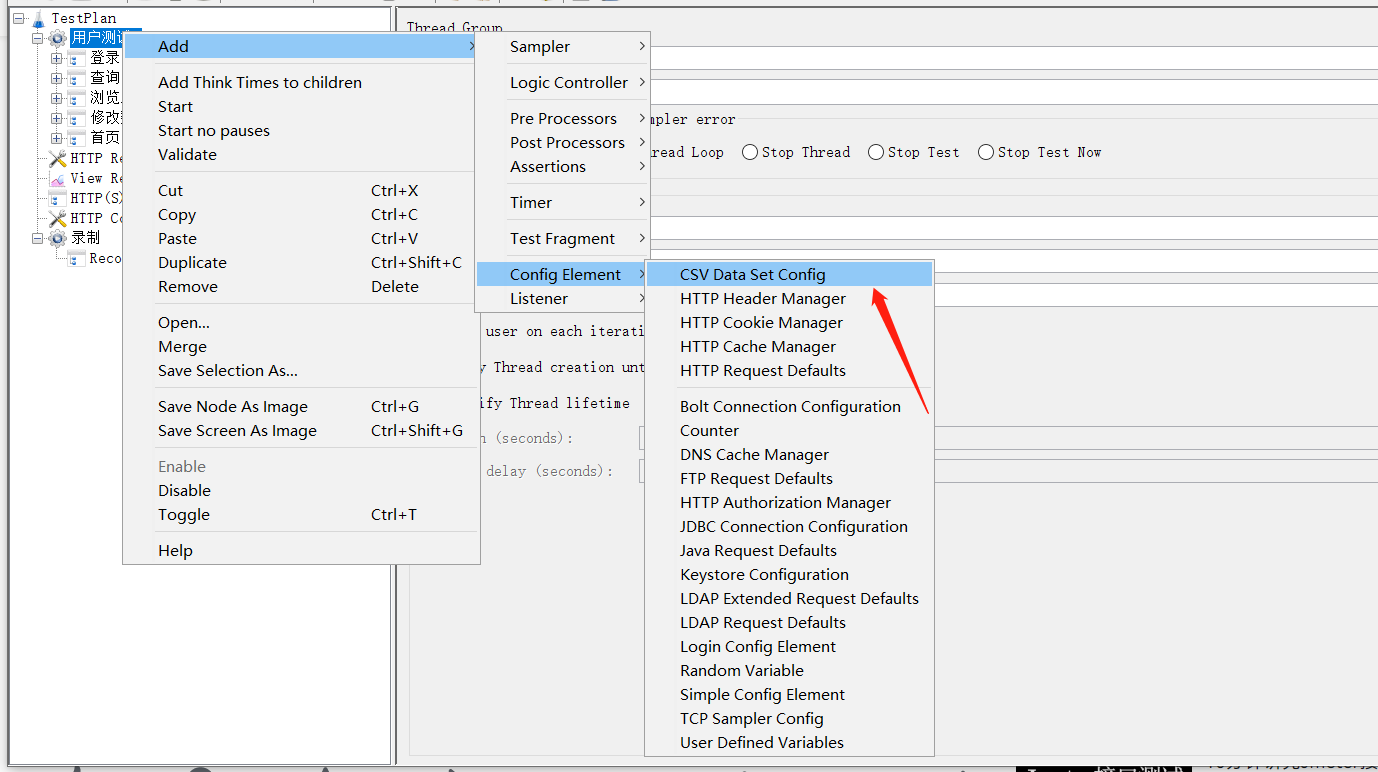 TestPlan
用户测试
登录
查询
浏览
修改
首页
HTTP Re
View Re
HTTP(S)
HTTP Co
录制
Reco
Thread Group
mpler error
read Loop
Stop Thread
Stop Test
Stop Test Now
user on each iterati
y Thread creation unt
ify Thread lifetime
n (seconds):
delay (seconds):
Add
Add Think Times to children
Start
Start no pauses
Validate
Cut Ctrl+X
Copy Ctrl+C
Paste Ctrl+V
Duplicate Ctrl+Shift+C
Remove Delete
Open...
Merge
Save Selection As...
Save Node As Image Ctrl+G
Save Screen As Image Ctrl+Shift+G
Enable
Disable
Toggle Ctrl+T
Help
Sampler
Logic Controller
Pre Processors
Post Processors
Assertions
Timer
Test Fragment
Config Element
Listener
CSV Data Set Config
HTTP Header Manager
HTTP Cookie Manager
HTTP Cache Manager
HTTP Request Defaults
Bolt Connection Configuration
Counter
DNS Cache Manager
FTP Request Defaults
HTTP Authorization Manager
JDBC Connection Configuration
Java Request Defaults
Keystore Configuration
LDAP Extended Request Defaults
LDAP Request Defaults
Login Config Element
Random Variable
Simple Config Element
TCP Sampler Config
User Defined Variables